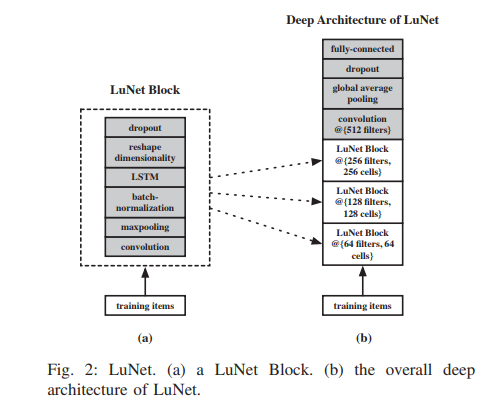 Deep Architecture of LuNet
fully-connected
dropout
global average
pooling
convolution
@{512 filters}
LuNet Block
@{256 filters,
256 cells}
LuNet Block
@{128 filters,
128 cells}
LuNet Block
@{64 filters, 64
cells}
training items
(b)
LuNet Block
dropout
reshape
dimensionality
LSTM
batch-
normalization
maxpooling
convolution
training items
(a)
Fig. 2: LuNet. (a) a LuNet Block. (b) the overall deep
architecture of LuNet.